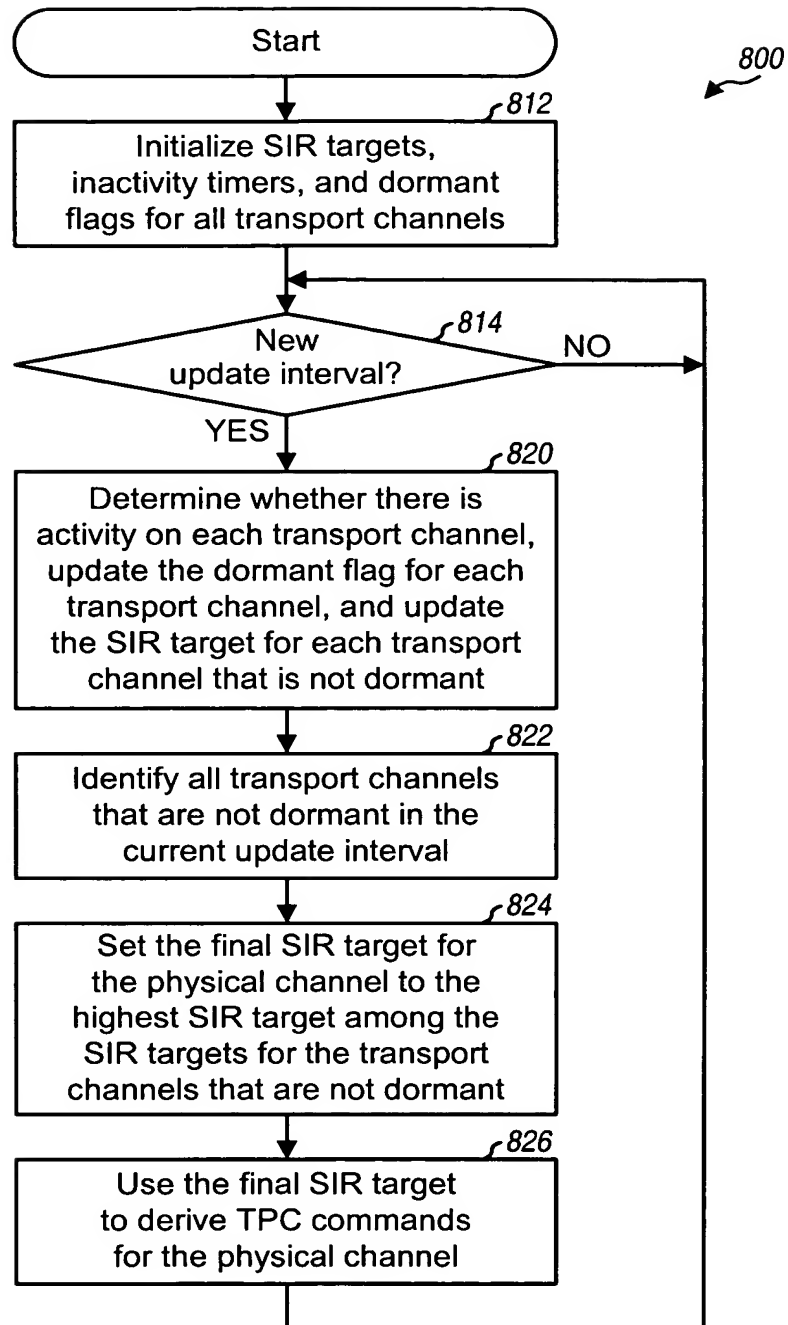 Start
800
812
Initialize SIR targets,
inactivity timers, and dormant
flags for all transport channels
814
New
update interval?
NO
YES
820
Determine whether there is
activity on each transport channel,
update the dormant flag for each
transport channel, and update
the SIR target for each transport
channel that is not dormant
822
Identify all transport channels
that are not dormant in the
current update interval
824
Set the final SIR target for
the physical channel to the
highest SIR target among the
SIR targets for the transport
channels that are not dormant
826
Use the final SIR target
to derive TPC commands
for the physical channel